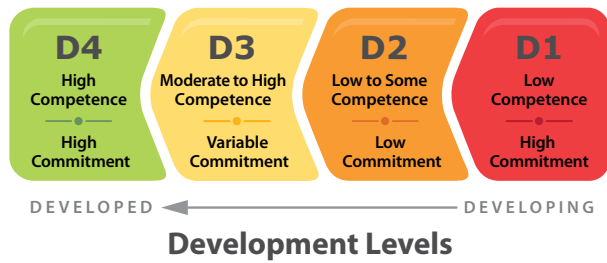 D4
High
Competence
High
Commitment
D3
Moderate to High
Competence
Variable
Commitment
D2
Low to Some
Competence
Low
Commitment
D1
Low
Competence
High
Commitment
DEVELOPED
DEVELOPING
Development Levels